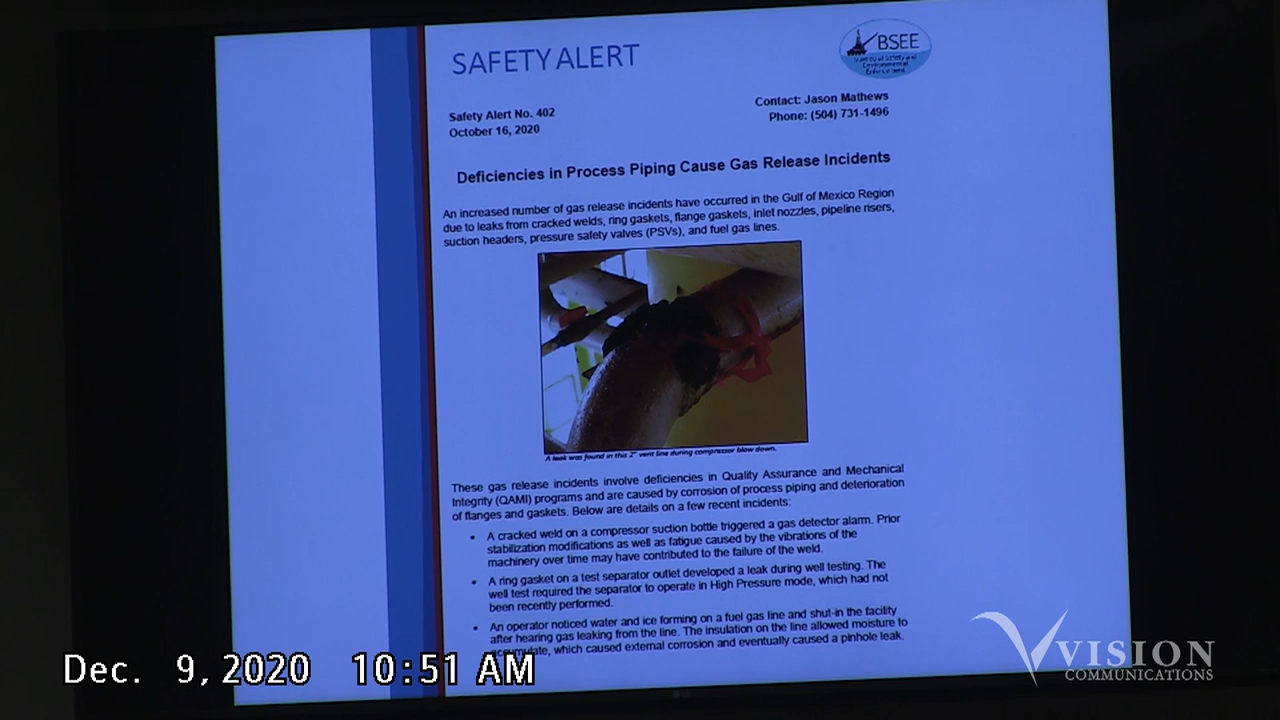 SAFETY ALERT
BSEE
Bureau of Safety and
Environmental
Enforcement
Safety Alert No. 402
October 16, 2020
Contact: Jason Mathews
Phone: (504) 731-1496
Deficiencies in Process Piping Cause Gas Release Incidents
An increased number of gas release incidents have occurred in the Gulf of Mexico Region
due to leaks from cracked welds, ring gaskets, flange gaskets, inlet nozzles, pipeline risers,
suction headers, pressure safety valves (PSVs), and fuel gas lines.
A leak was found in this 2" vent line during compressor blow down.
These gas release incidents involve deficiencies in Quality Assurance and Mechanical
Integrity (QAMI) programs and are caused by corrosion of process piping and deterioration
of flanges and gaskets. Below are details on a few recent incidents:
• A cracked weld on a compressor suction bottle triggered a gas detector alarm. Prior
stabilization modifications as well as fatigue caused by the vibrations of the
machinery over time may have contributed to the failure of the weld.
• A ring gasket on a test separator outlet developed a leak during well testing. The
well test required the separator to operate in High Pressure mode, which had not
been recently performed.
• An operator noticed water and ice forming on a fuel gas line and shut-in the facility
after hearing gas leaking from the line. The insulation on the line allowed moisture to
accumulate, which caused external corrosion and eventually caused a pinhole leak.
Dec. 9, 2020 10:51 AM
VISION
COMMUNICATIONS
LG